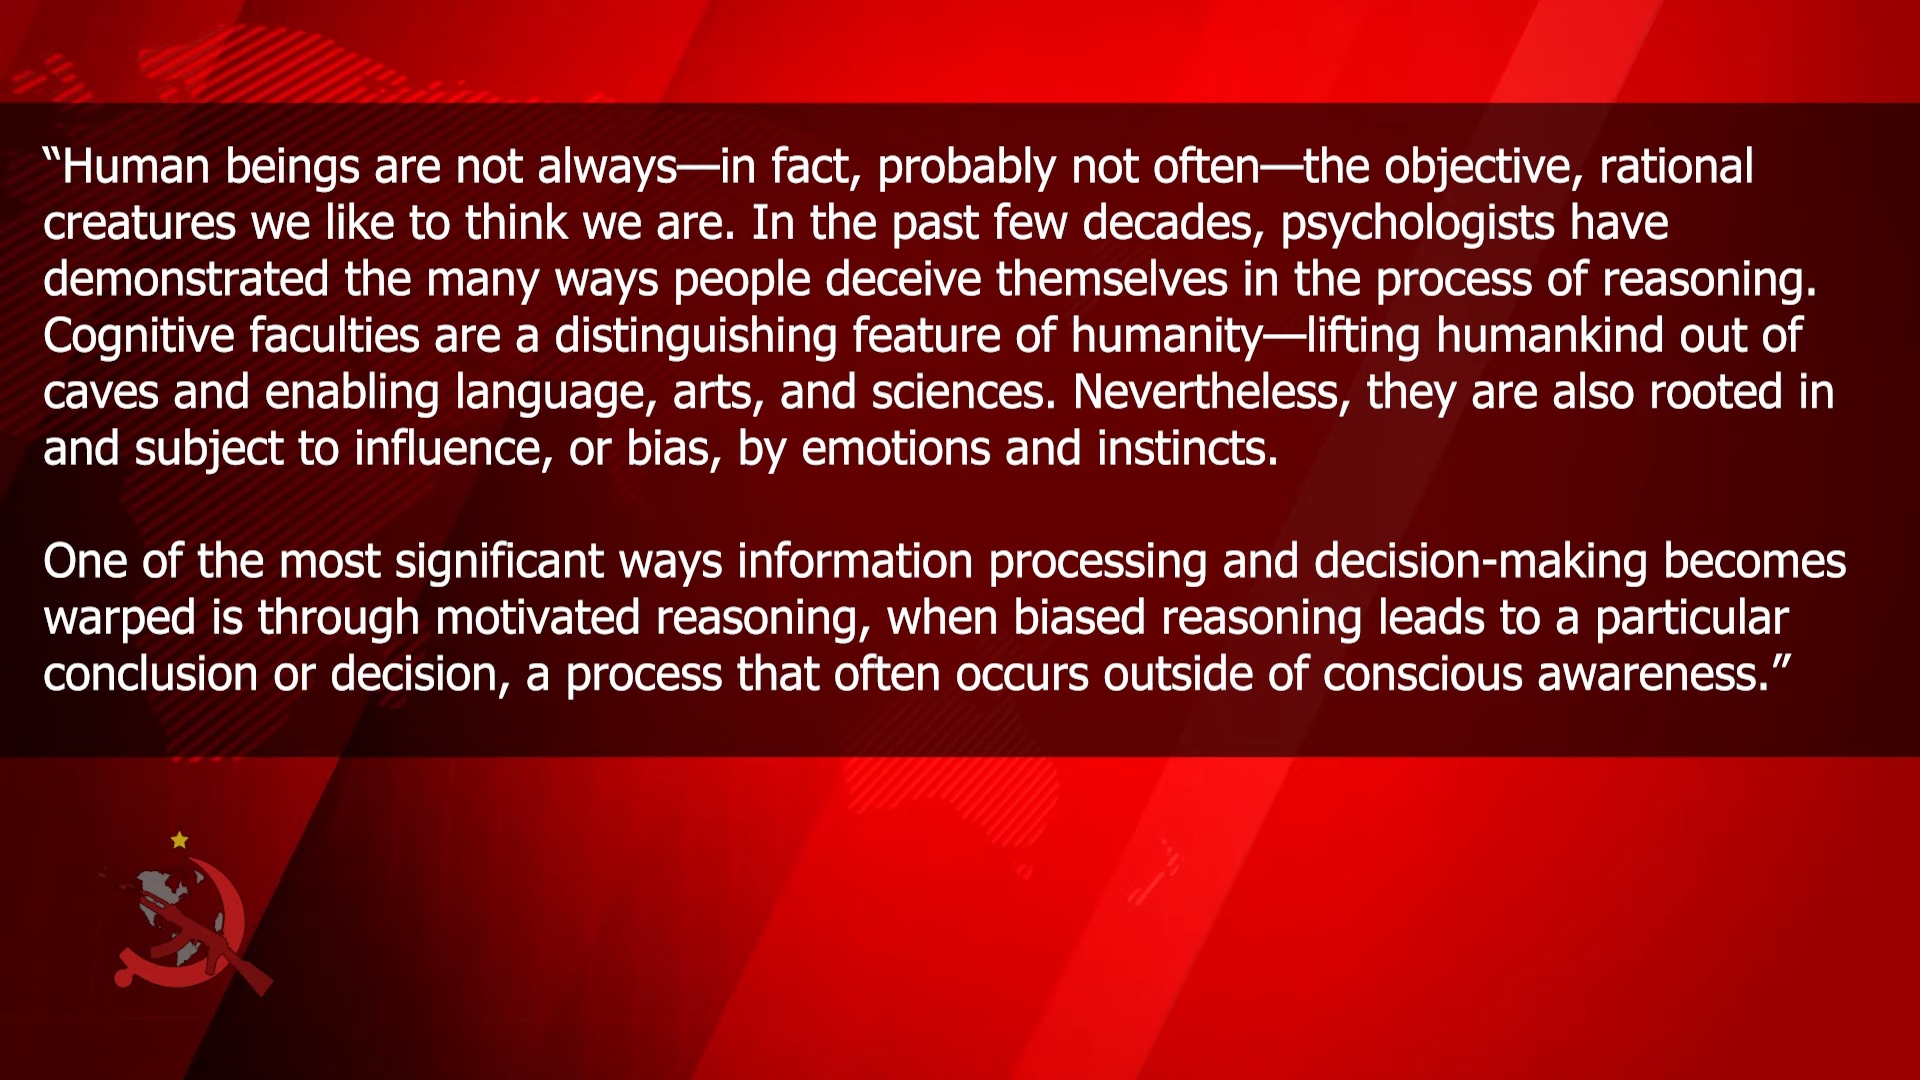 “Human beings are not always—in fact, probably not often—the objective, rational
creatures we like to think we are. In the past few decades, psychologists have
demonstrated the many ways people deceive themselves in the process of reasoning.
Cognitive faculties are a distinguishing feature of humanity—lifting humankind out of
caves and enabling language, arts, and sciences. Nevertheless, they are also rooted in
and subject to influence, or bias, by emotions and instincts.
One of the most significant ways information processing and decision-making becomes
warped is through motivated reasoning, when biased reasoning leads to a particular
conclusion or decision, a process that often occurs outside of conscious awareness.”